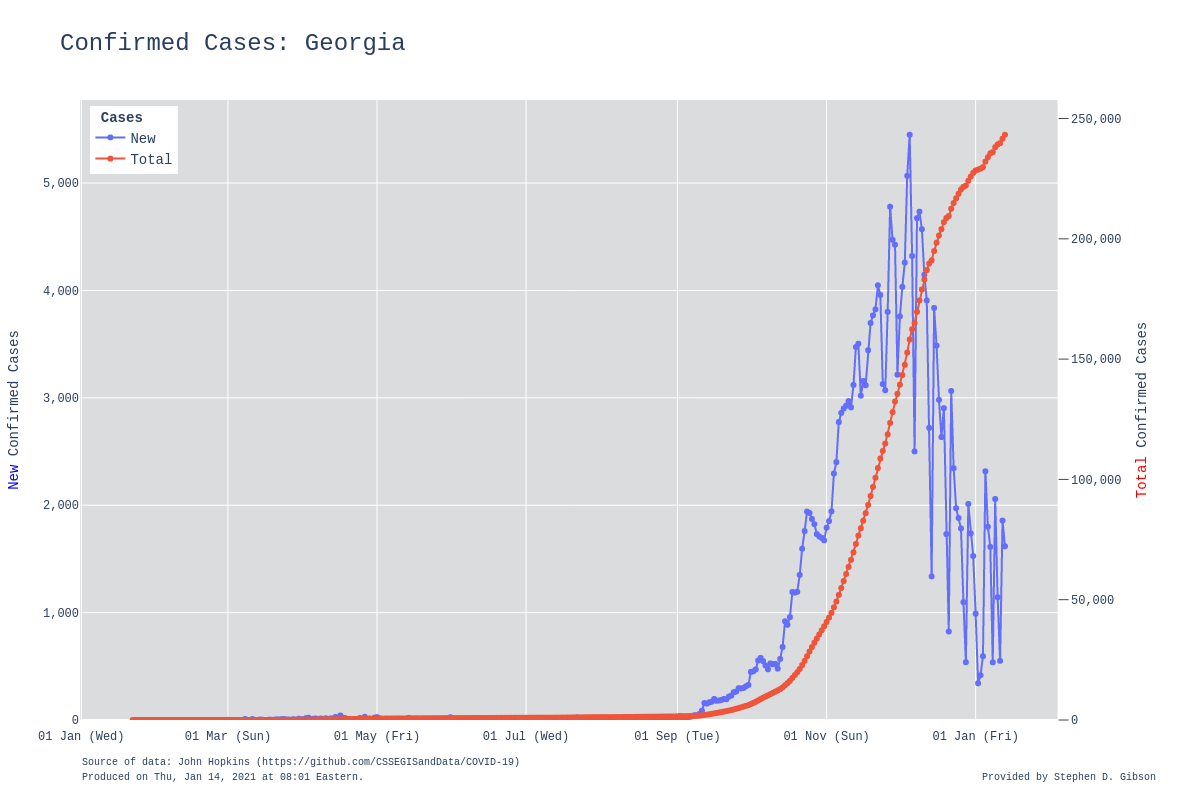 Confirmed Cases: Georgia
Cases
New
Total
5,000
4,000
3,000
2,000
1,000
0
250,000
200,000
150,000
100,000
50,000
0
New Confirmed Cases
Total Confirmed Cases
01 Jan (Wed) 01 Mar (Sun) 01 May (Fri) 01 Jul (Wed) 01 Sep (Tue) 01 Nov (Sun) 01 Jan (Fri)
Source of data: John Hopkins (https://github.com/CSSEGISandData/COVID-19)
Produced on Thu, Jan 14, 2021 at 08:01 Eastern.
Provided by Stephen D. Gibson